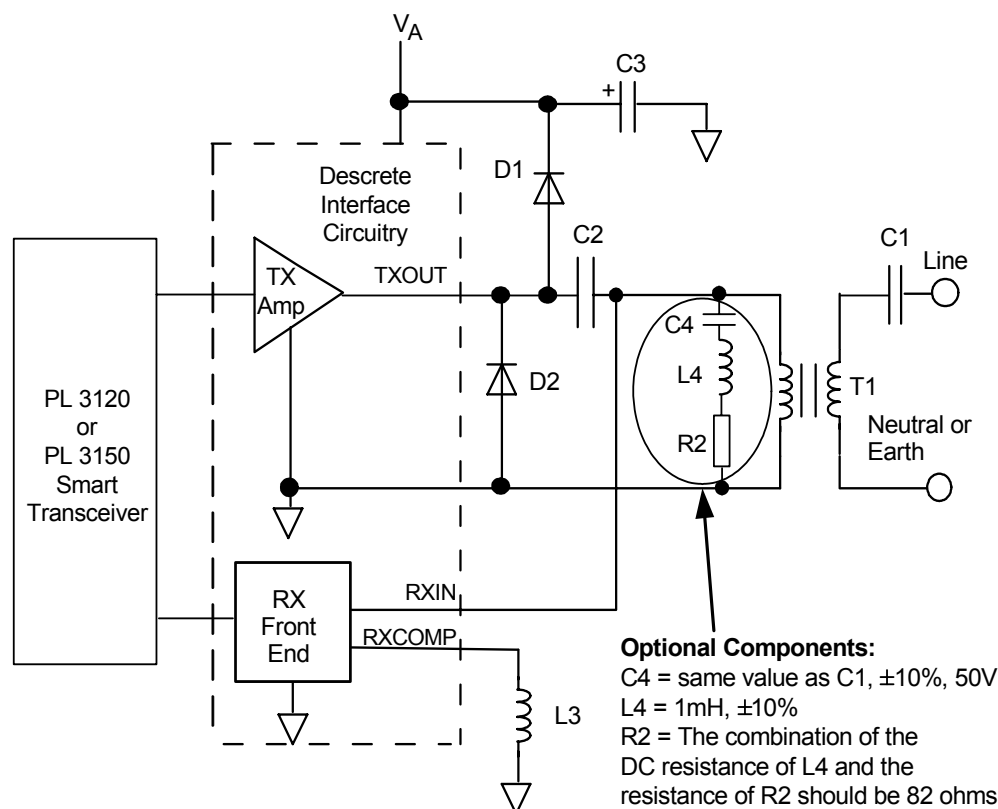 VA
C3
+
Descrete
Interface
Circuitry
D1
C2
C1
Line
TX
Amp
TXOUT
C4
L4
R2
D2
T1
Neutral or
Earth
PL 3120
or
PL 3150
Smart
Transceiver
RX
Front
End
RXIN
RXCOMP
L3
Optional Components:
C4 = same value as C1, ±10%, 50V
L4 = 1mH, ±10%
R2 = The combination of the
DC resistance of L4 and the
resistance of R2 should be 82 ohms